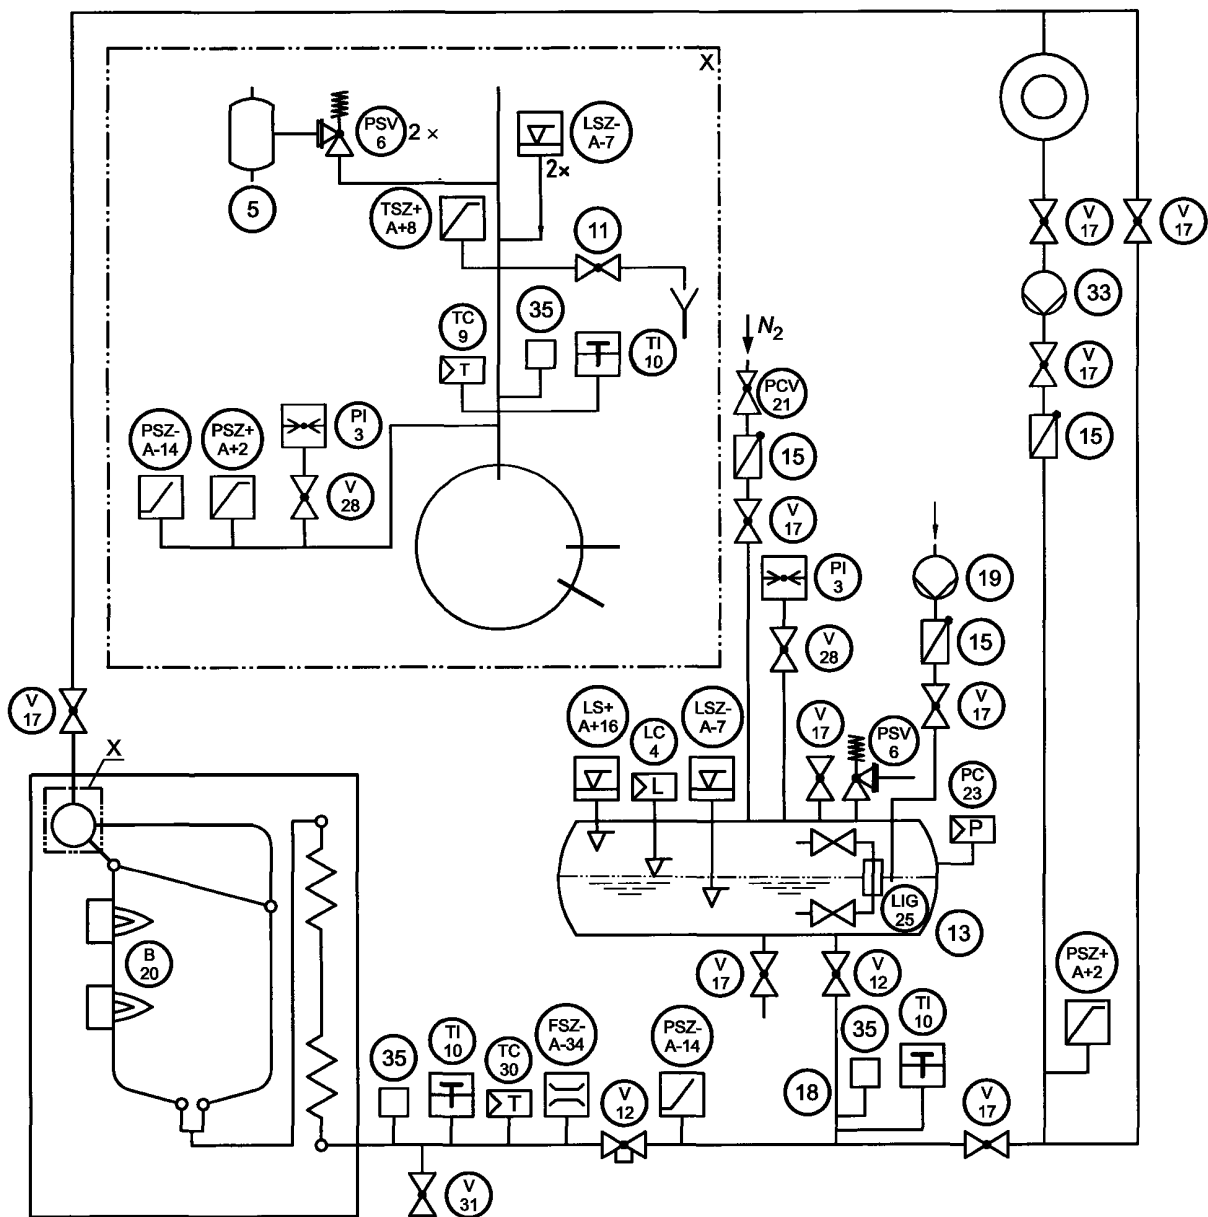 X
PSV
6
2 ×
LSZ-
A-7
2x
5
TSZ+
A+8
11
V
17
V
17
TC
9
35
TI
10
N2
33
PCV
21
V
17
PSZ-
A-14
PSZ+
A+2
PI
3
15
15
V
28
V
17
PI
3
19
V
28
15
V
17
LS+
A+16
LC
4
LSZ-
A-7
V
17
PSV
6
V
17
X
L
PC
23
P
T
LIG
25
13
B
20
V
17
V
12
PSZ+
A+2
35
TI
10
TC
30
FSZ-
A-34
PSZ-
A-14
35
TI
10
T
V
12
18
V
17
V
31